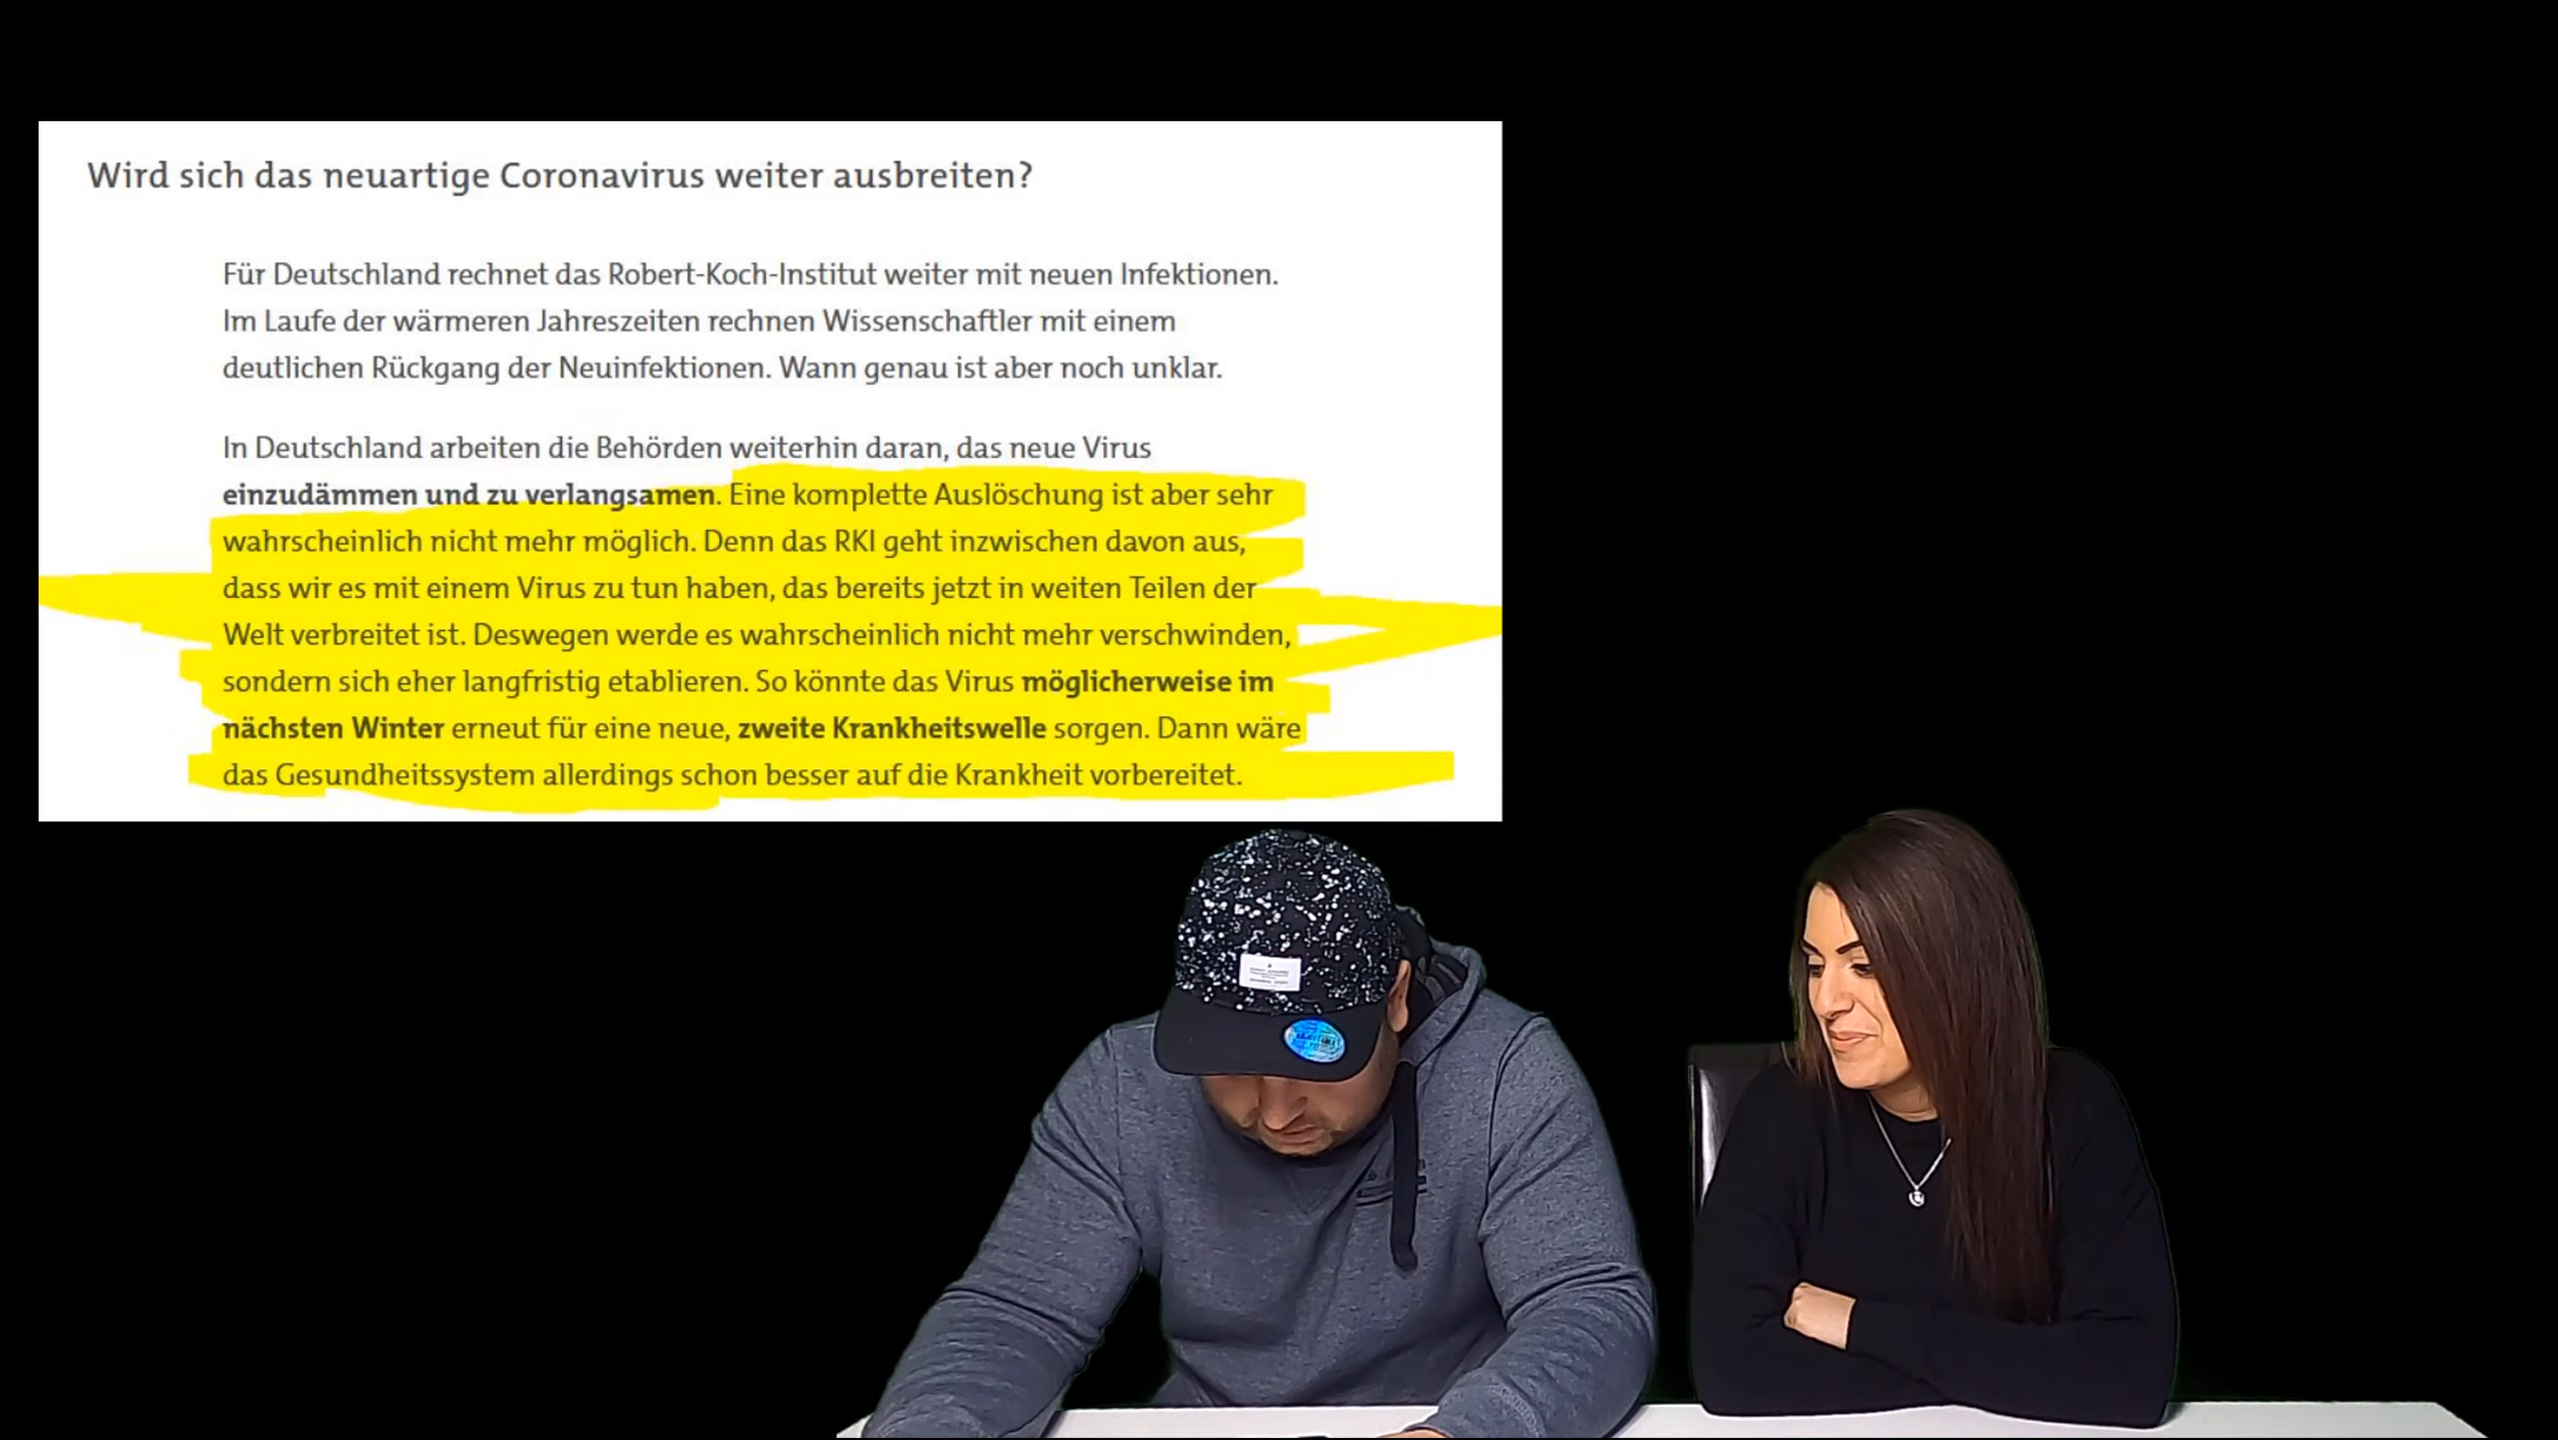 Wird sich das neuartige Coronavirus weiter ausbreiten?
Für Deutschland rechnet das Robert-Koch-Institut weiter mit neuen Infektionen.
Im Laufe der wärmeren Jahreszeiten rechnen Wissenschaftler mit einem
deutlichen Rückgang der Neuinfektionen. Wann genau ist aber noch unklar.
In Deutschland arbeiten die Behörden weiterhin daran, das neue Virus
einzudämmen und zu verlangsamen. Eine komplette Auslöschung ist aber sehr
wahrscheinlich nicht mehr möglich. Denn das RKI geht inzwischen davon aus,
dass wir es mit einem Virus zu tun haben, das bereits jetzt in weiten Teilen der
Welt verbreitet ist. Deswegen werde es wahrscheinlich nicht mehr verschwinden,
sondern sich eher langfristig etablieren. So könnte das Virus möglicherweise im
nächsten Winter erneut für eine neue, zweite Krankheitswelle sorgen. Dann wäre
das Gesundheitssystem allerdings schon besser auf die Krankheit vorbereitet.